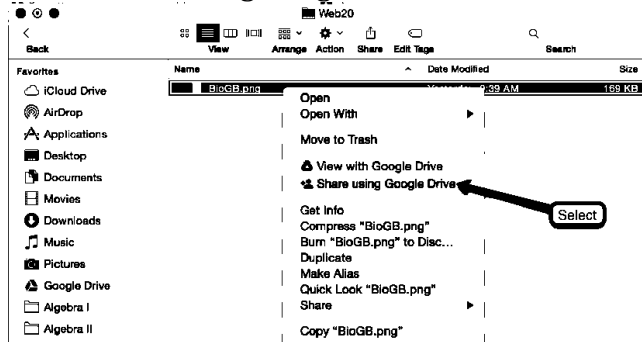 Web20
Back View Arrange Action Share Edit Tags Search
Favorites Name Date Modified Size
iCloud Drive
AirDrop
Applications
Desktop
Documents
Movies
Downloads
Music
Pictures
Google Drive
Algebra I
Algebra II
BioGB.png 9:39 AM 169 KB
Open
Open With
Move to Trash
View with Google Drive
Share using Google Drive
Get Info
Compress “BioGB.png”
Burn “BioGB.png” to Disc...
Duplicate
Make Alias
Quick Look “BioGB.png”
Share
Copy “BioGB.png”
Select